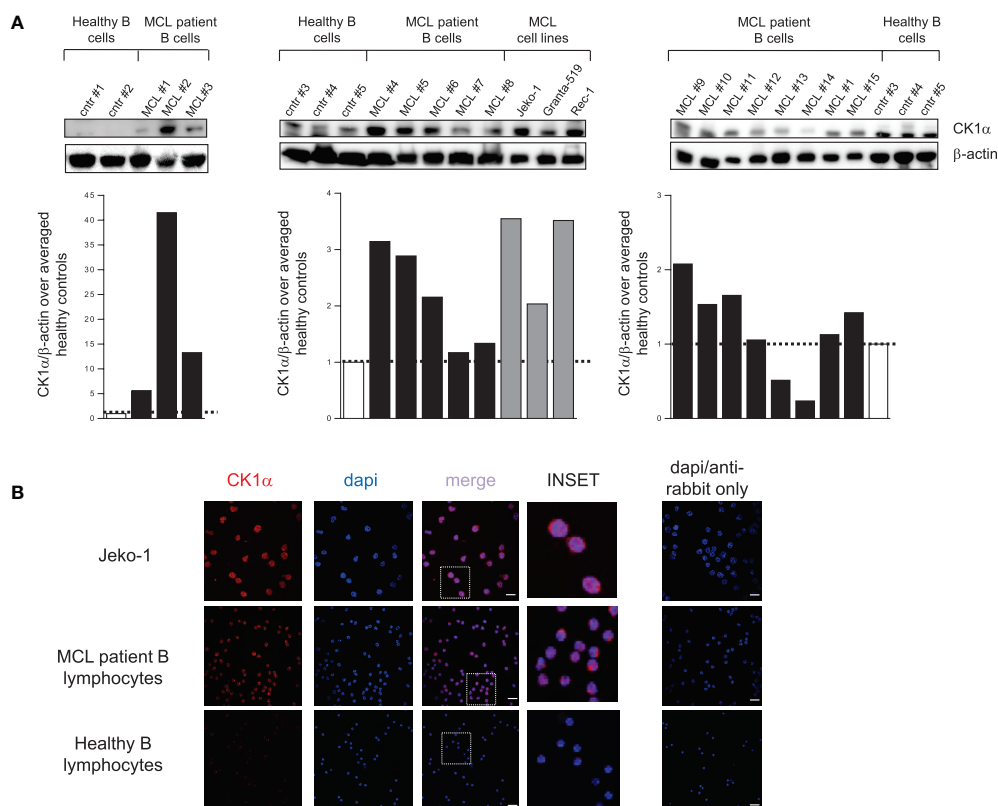 A
Healthy B cells
MCL patient B cells
cntr #1
cntr #2
MCL #1
MCL #2
MCL#3
Healthy B cells
MCL patient B cells
MCL cell lines
cntr #3
cntr #4
cntr #5
MCL #4
MCL #5
MCL #6
MCL #7
MCL #8
Jeko-1
Granta-519
Rec-1
MCL patient B cells
Healthy B cells
MCL #9
MCL #10
MCL #11
MCL #12
MCL #13
MCL #14
MCL #1
MCL #15
cntr #3
cntr #4
cntr #5
CK1α
β-actin
CK1α/β-actin over averaged
healthy controls
45
40
35
30
25
20
15
10
5
0
CK1α/β-actin over averaged
healthy controls
4
3
2
1
0
CK1α/β-actin over averaged
healthy controls
3
2
1
0
B
CK1α
dapi
merge
INSET
dapi/anti-
rabbit only
Jeko-1
MCL patient B
lymphocytes
Healthy B
lymphocytes